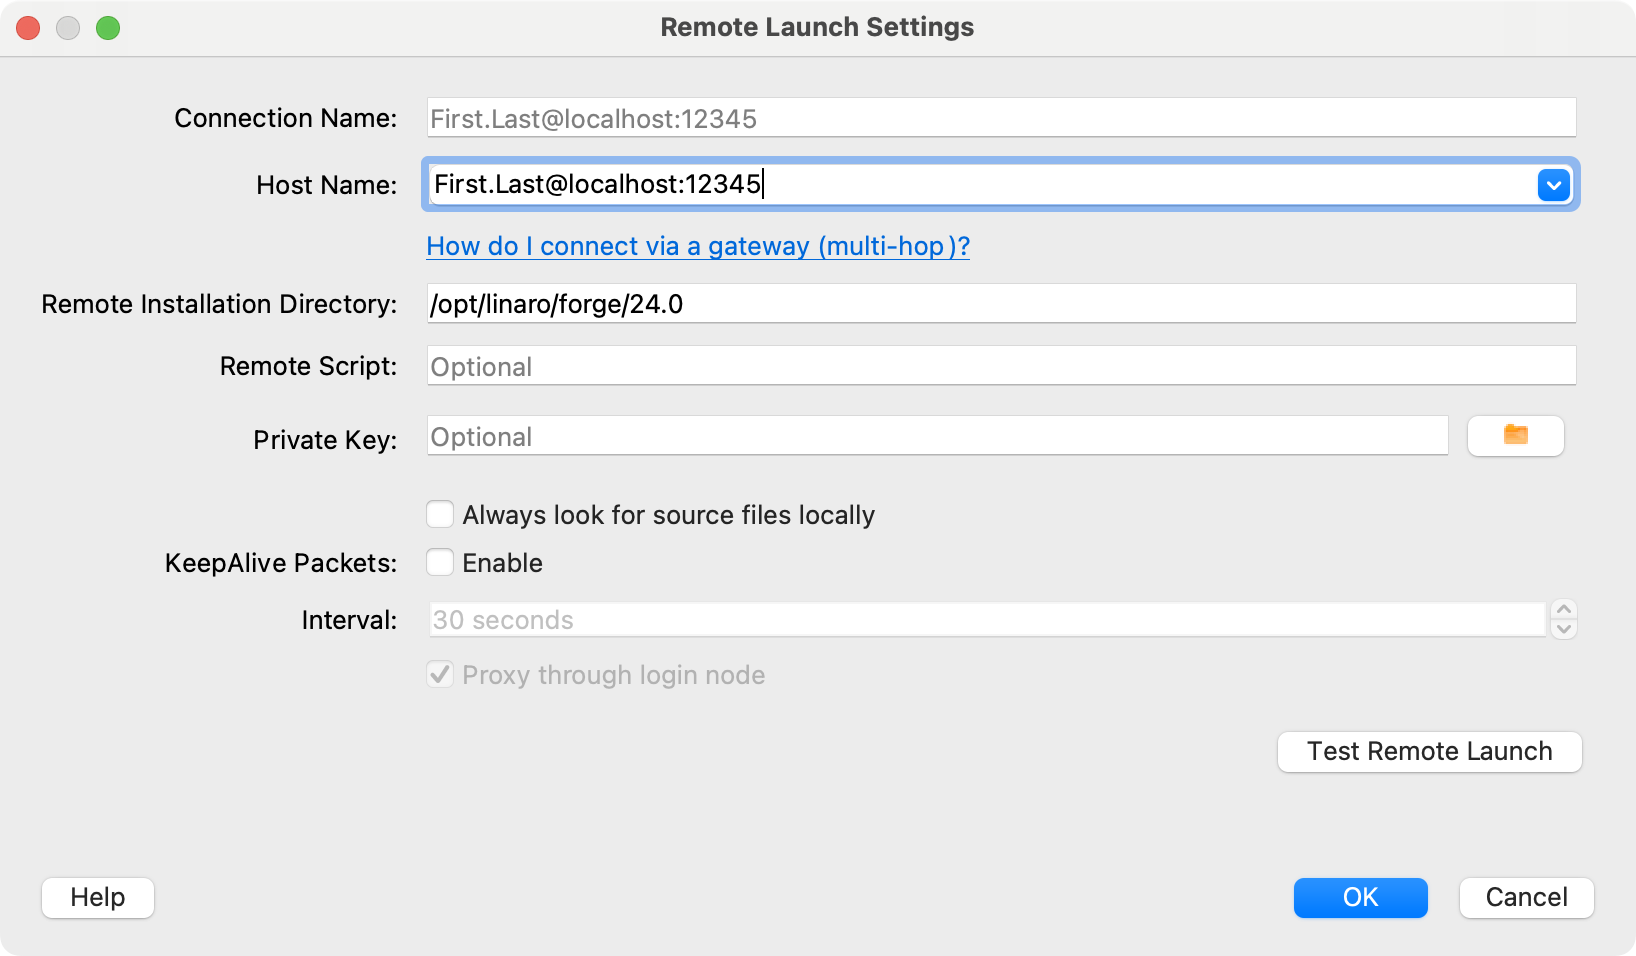 Remote Launch Settings
Connection Name: First.Last@localhost:12345
Host Name: First.Last@localhost:12345
How do I connect via a gateway (multi-hop)?
Remote Installation Directory: /opt/linaro/forge/24.0
Remote Script: Optional
Private Key: Optional
Always look for source files locally
KeepAlive Packets: Enable
Interval: 30 seconds
Proxy through login node
Test Remote Launch
Help OK Cancel